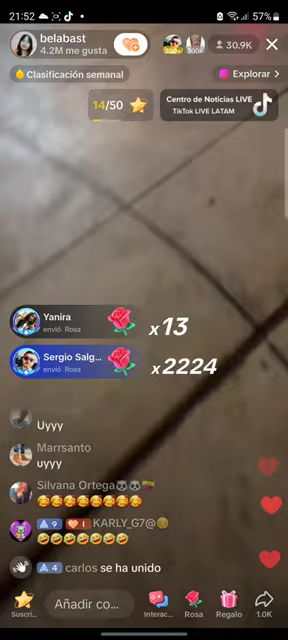 21:52
57%
belabast
4.2M me gusta
30.9K
Clasificación semanal
Explorar >
14/50
Centro de Noticias LIVE
TikTok LIVE LATAM
Yanira
envió Rosa
x13
Sergio Salg...
envió Rosa
x2224
Uyyy
Marrsanto
uyyy
Silvana Ortega🐼🐼🇪🇨
🥰🥰🥰🥰🥰🥰🥰🥰
9
1
KARLY_G7@
🤣🤣🤣🤣🤣🤣🤣
4
carlos se ha unido
Añadir co...
Suscri...
Interac...
Rosa
Regalo
1.0K